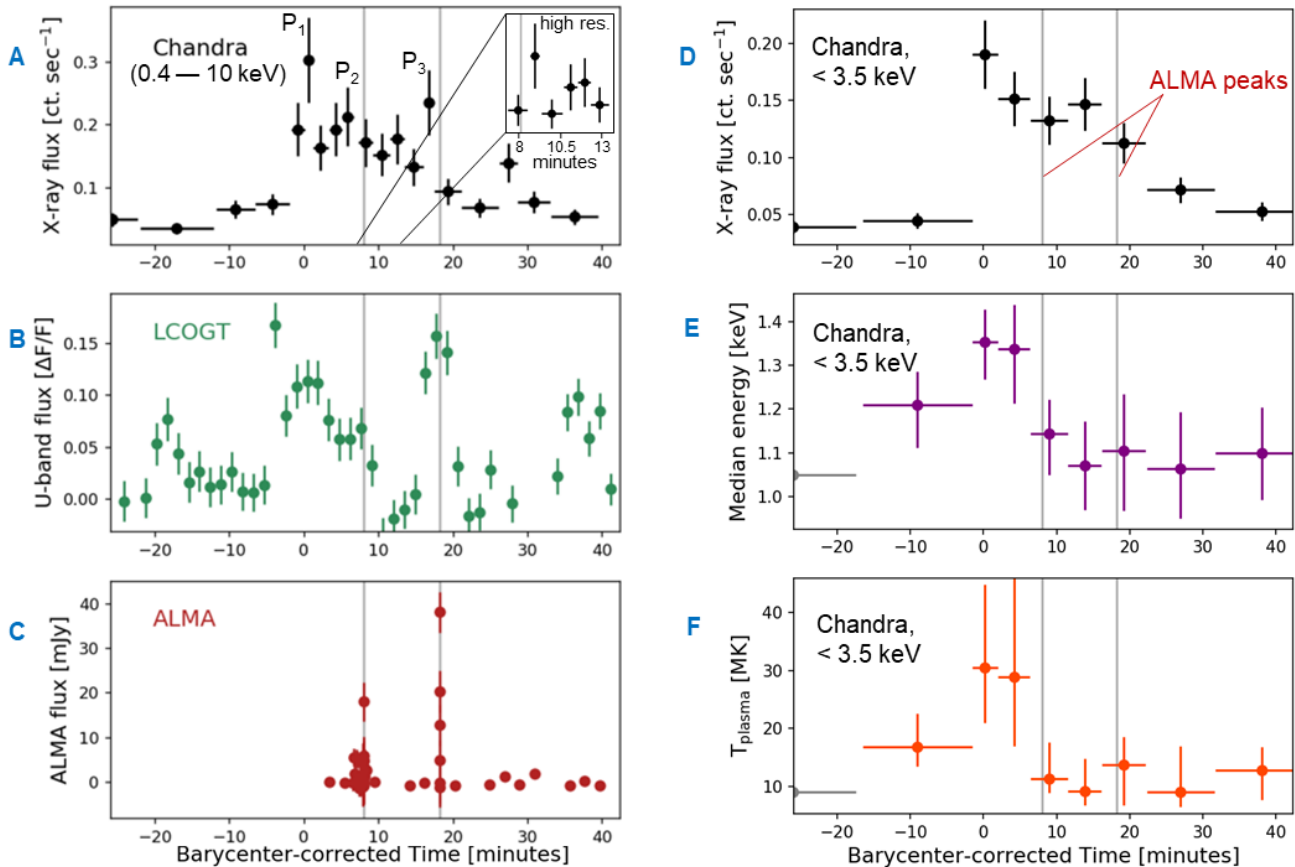 A
Chandra
(0.4 — 10 keV)
P₁
P₂
P₃
high res.
8 10.5 13
minutes
X-ray flux [ct. sec⁻¹]
0.3
0.2
0.1
−20 −10 0 10 20 30 40
B
LCOGT
U-band flux [ΔF/F]
0.15
0.10
0.05
0.00
−20 −10 0 10 20 30 40
C
ALMA
ALMA flux [mJy]
40
30
20
10
0
−20 −10 0 10 20 30 40
Barycenter-corrected Time [minutes]
D
Chandra,
< 3.5 keV
ALMA peaks
X-ray flux [ct. sec⁻¹]
0.20
0.15
0.10
0.05
−20 −10 0 10 20 30 40
E
Chandra,
< 3.5 keV
Median energy [keV]
1.4
1.3
1.2
1.1
1.0
−20 −10 0 10 20 30 40
F
Chandra,
< 3.5 keV
Tplasma [MK]
40
30
20
10
−20 −10 0 10 20 30 40
Barycenter-corrected Time [minutes]